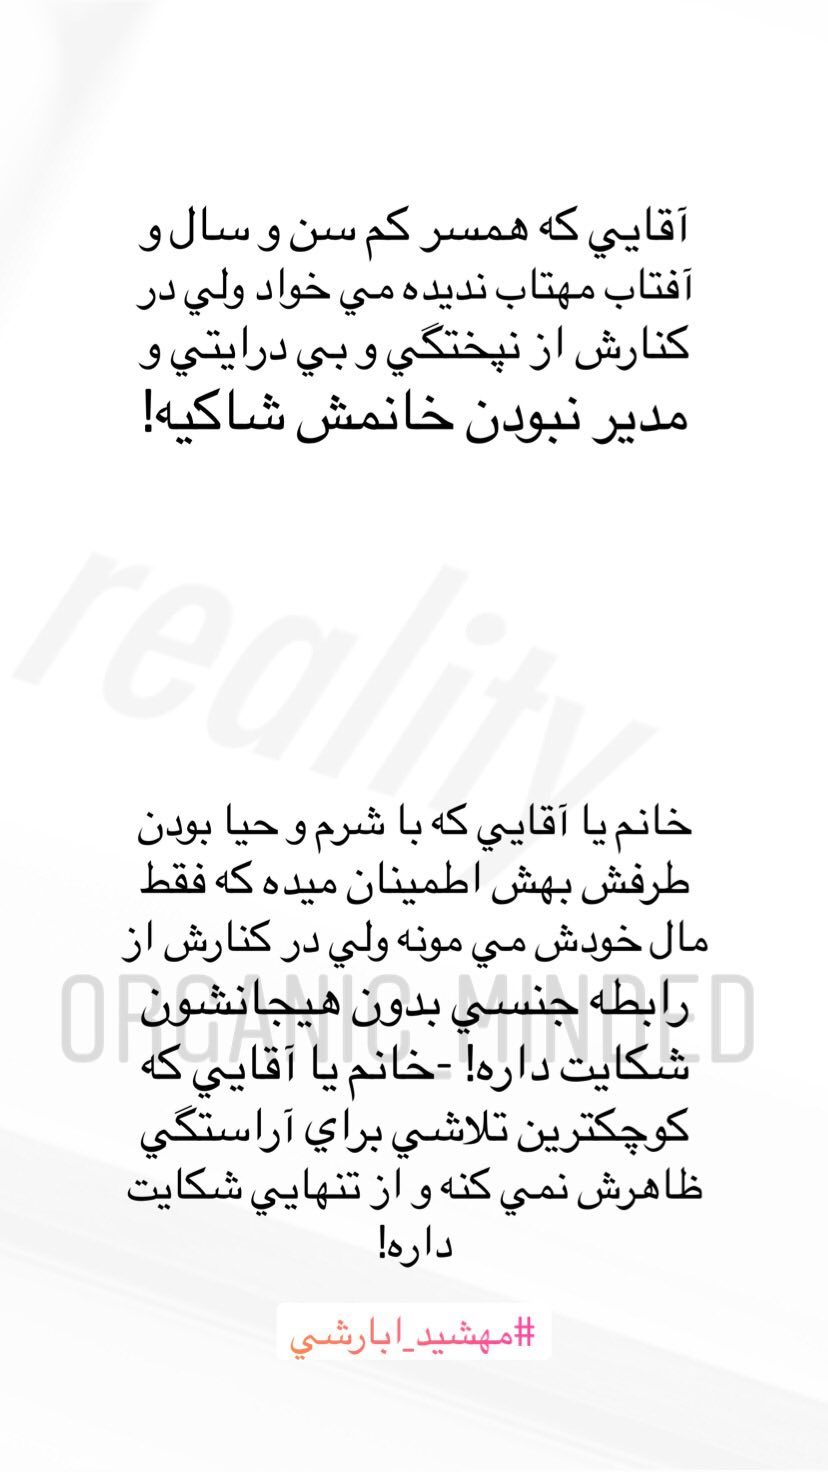 آقايي كه همسر كم سن و سال و
آفتاب مهتاب نديده مي خواد ولي در
كنارش از نپختگي و بي درايتي و
مدير نبودن خانمش شاكيه!
reality
خانم يا آقايي كه با شرم و حيا بودن
طرفش بهش اطمينان ميده كه فقط
مال خودش مي مونه ولي در كنارش از
رابطه جنسي بدون هيجانشون
ORGANIC_MINDED
شكايت داره! -خانم يا آقايي كه
كوچكترين تلاشي براي آراستگي
ظاهرش نمي كنه و از تنهايي شكايت
داره!
#مهشيد_ابارشي